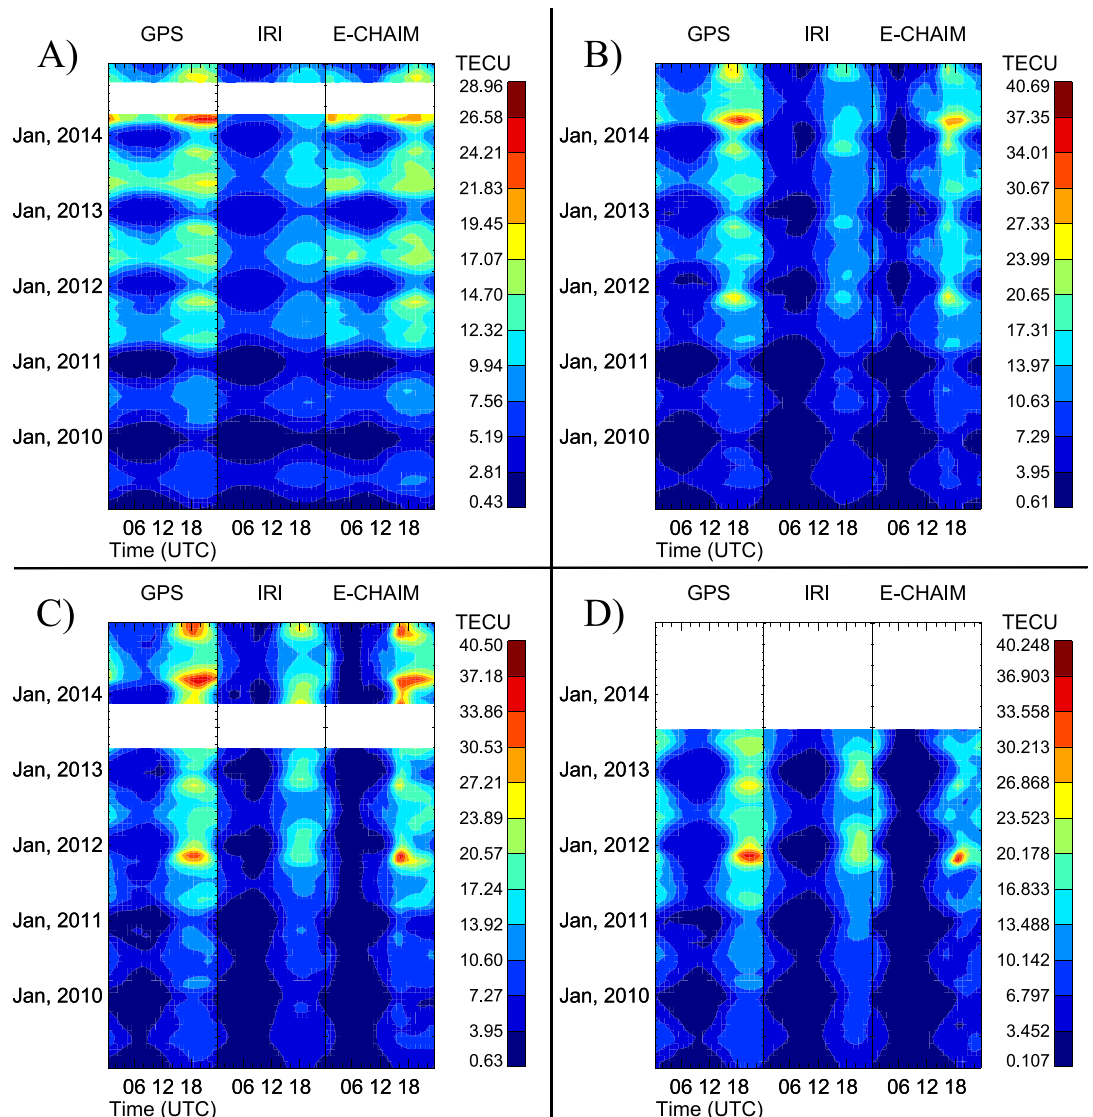 A)
GPS IRI E-CHAIM
TECU
28.96
26.58
24.21
21.83
19.45
17.07
14.70
12.32
9.94
7.56
5.19
2.81
0.43
Jan, 2014
Jan, 2013
Jan, 2012
Jan, 2011
Jan, 2010
06 12 18 06 12 18 06 12 18
Time (UTC)
B)
GPS IRI E-CHAIM
TECU
40.69
37.35
34.01
30.67
27.33
23.99
20.65
17.31
13.97
10.63
7.29
3.95
0.61
Jan, 2014
Jan, 2013
Jan, 2012
Jan, 2011
Jan, 2010
06 12 18 06 12 18 06 12 18
Time (UTC)
C)
GPS IRI E-CHAIM
TECU
40.50
37.18
33.86
30.53
27.21
23.89
20.57
17.24
13.92
10.60
7.27
3.95
0.63
Jan, 2014
Jan, 2013
Jan, 2012
Jan, 2011
Jan, 2010
06 12 18 06 12 18 06 12 18
Time (UTC)
D)
GPS IRI E-CHAIM
TECU
40.248
36.903
33.558
30.213
26.868
23.523
20.178
16.833
13.488
10.142
6.797
3.452
0.107
Jan, 2014
Jan, 2013
Jan, 2012
Jan, 2011
Jan, 2010
06 12 18 06 12 18 06 12 18
Time (UTC)